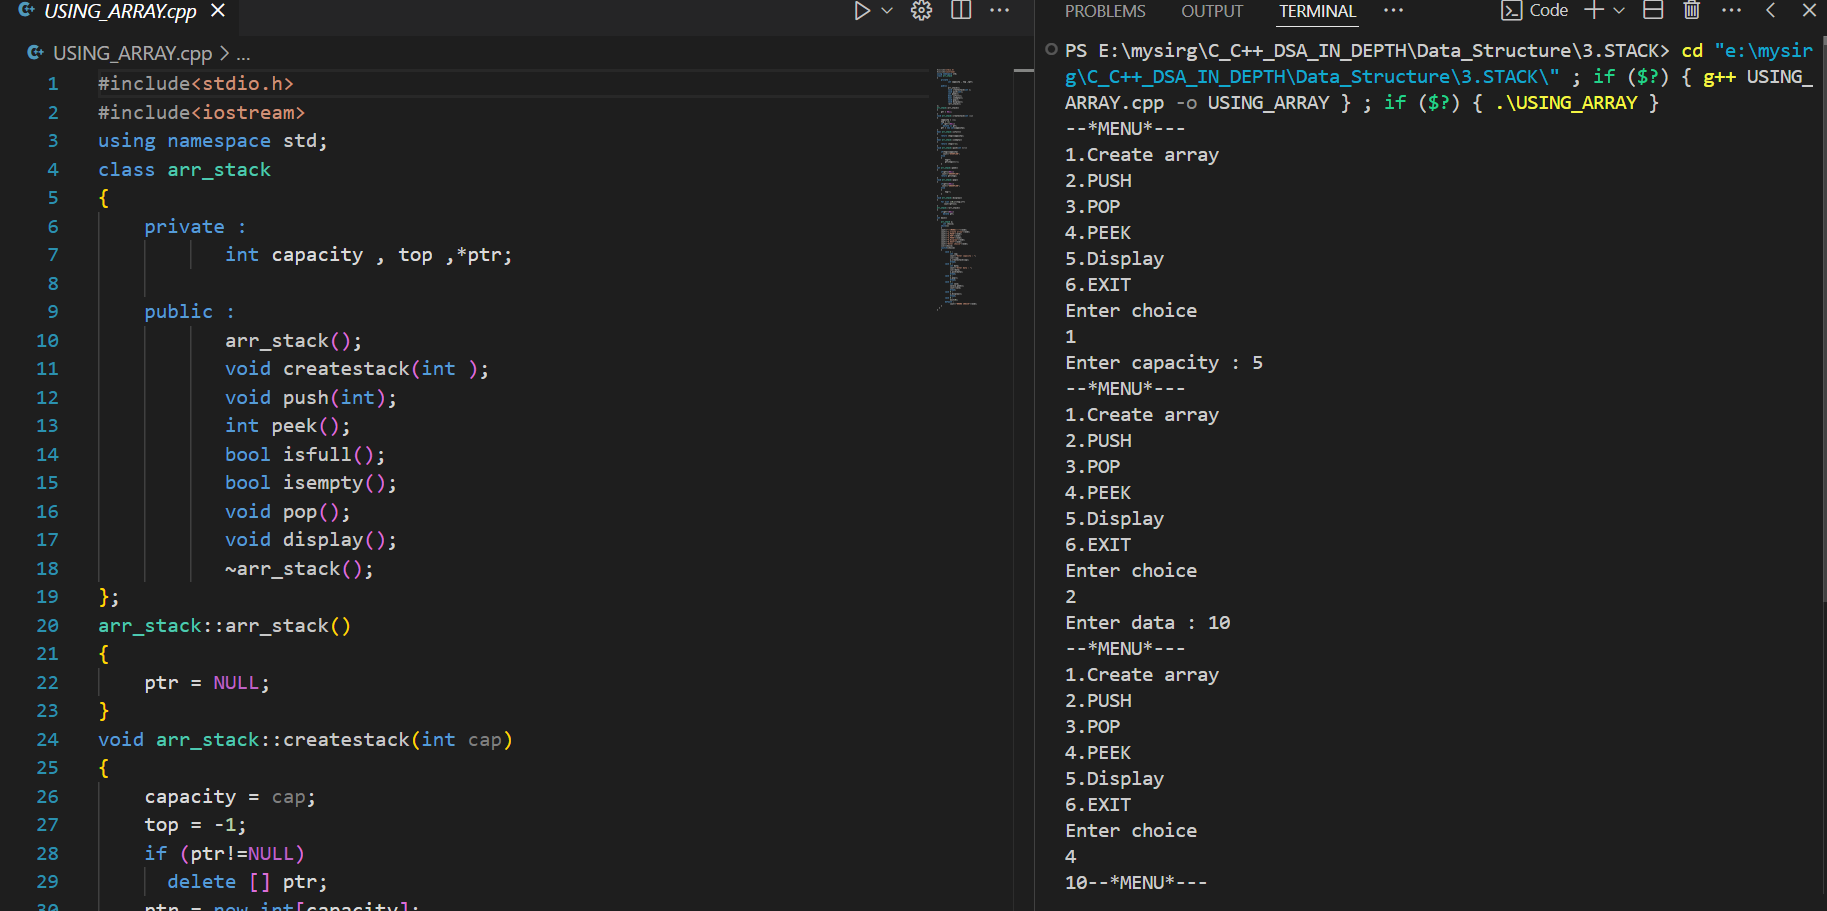 USING_ARRAY.cpp
USING_ARRAY.cpp > ...
1 #include<stdio.h>
2 #include<iostream>
3 using namespace std;
4 class arr_stack
5 {
6 private :
7 int capacity , top ,*ptr;
8
9 public :
10 arr_stack();
11 void createstack(int );
12 void push(int);
13 int peek();
14 bool isfull();
15 bool isempty();
16 void pop();
17 void display();
18 ~arr_stack();
19 };
20 arr_stack::arr_stack()
21 {
22 ptr = NULL;
23 }
24 void arr_stack::createstack(int cap)
25 {
26 capacity = cap;
27 top = -1;
28 if (ptr!=NULL)
29 delete [] ptr;
30 ptr = new int[capacity];
PROBLEMS OUTPUT TERMINAL ... Code
PS E:\mysirg\C_C++_DSA_IN_DEPTH\Data_Structure\3.STACK> cd "e:\mysir
g\C_C++_DSA_IN_DEPTH\Data_Structure\3.STACK\" ; if ($?) { g++ USING_
ARRAY.cpp -o USING_ARRAY } ; if ($?) { .\USING_ARRAY }
--*MENU*---
1.Create array
2.PUSH
3.POP
4.PEEK
5.Display
6.EXIT
Enter choice
1
Enter capacity : 5
--*MENU*---
1.Create array
2.PUSH
3.POP
4.PEEK
5.Display
6.EXIT
Enter choice
2
Enter data : 10
--*MENU*---
1.Create array
2.PUSH
3.POP
4.PEEK
5.Display
6.EXIT
Enter choice
4
10--*MENU*---